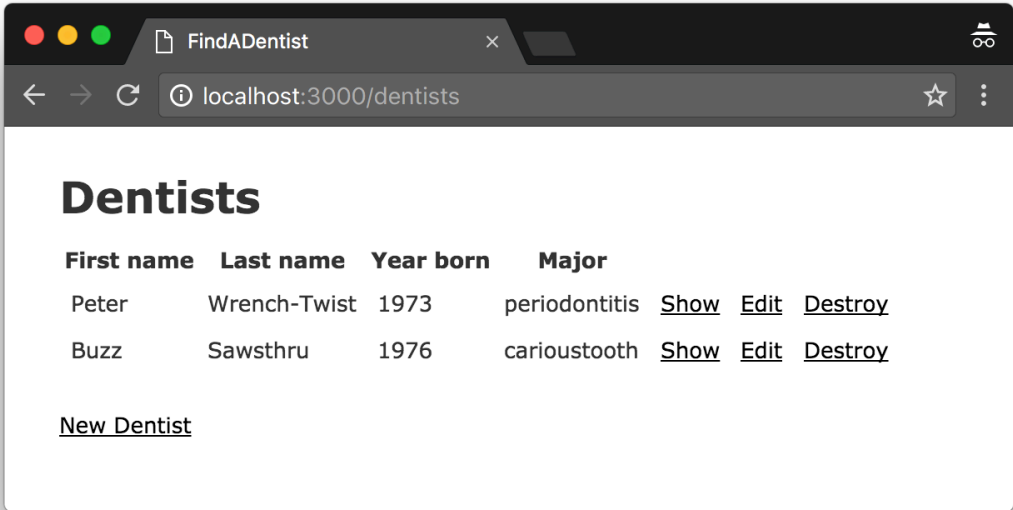 FindADentist
localhost:3000/dentists
Dentists
First name Last name Year born Major
Peter Wrench-Twist 1973 periodontitis Show Edit Destroy
Buzz Sawsthru 1976 carioustooth Show Edit Destroy
New Dentist